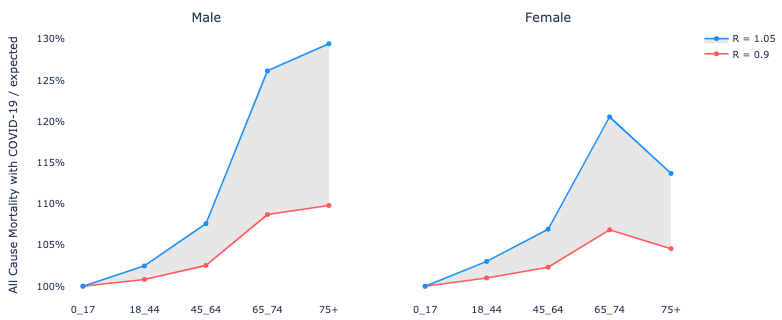 Male
Female
R = 1.05
R = 0.9
All Cause Mortality with COVID-19 / expected
130%
125%
120%
115%
110%
105%
100%
0_17 18_44 45_64 65_74 75+
0_17 18_44 45_64 65_74 75+